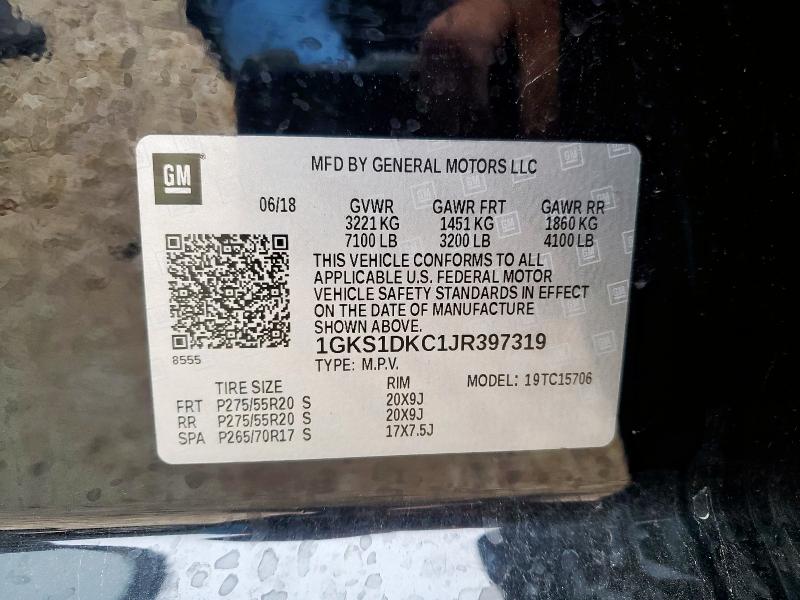 GM
MFD BY GENERAL MOTORS LLC
06/18 GVWR GAWR FRT GAWR RR
3221 KG 1451 KG 1860 KG
7100 LB 3200 LB 4100 LB
THIS VEHICLE CONFORMS TO ALL
APPLICABLE U.S. FEDERAL MOTOR
VEHICLE SAFETY STANDARDS IN EFFECT
ON THE DATE OF MANUFACTURE
SHOWN ABOVE.
1GKS1DKC1JR397319
8555
TYPE: M.P.V.
TIRE SIZE RIM MODEL: 19TC15706
FRT P275/55R20 S 20X9J
RR P275/55R20 S 20X9J
SPA P265/70R17 S 17X7.5J